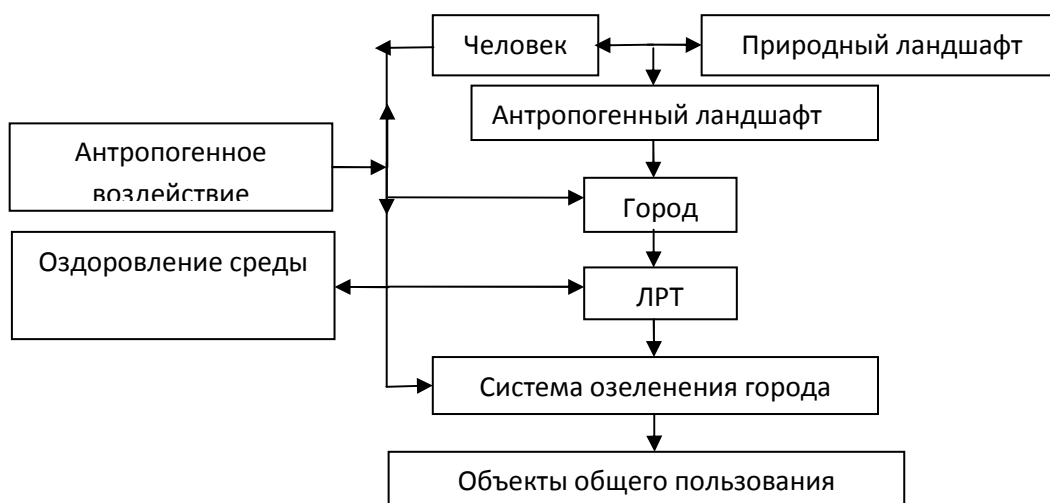 Человек
Природный ландшафт
Антропогенный ландшафт
Антропогенное
воздействие
Город
Оздоровление среды
ЛРТ
Система озеленения города
Объекты общего пользования